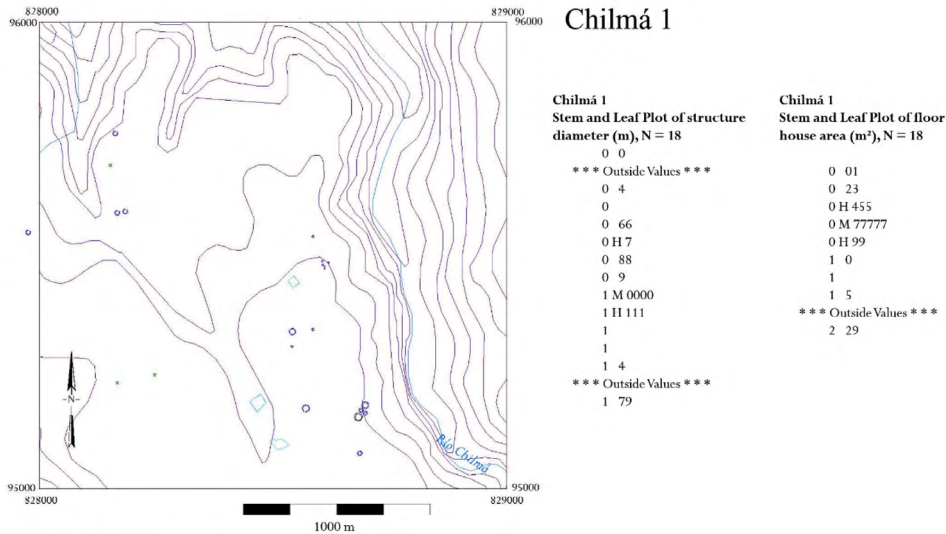 828000
829000
96000
96000
Chilmá 1
Chilmá 1
Stem and Leaf Plot of structure
diameter (m), N = 18
0 0
* * * Outside Values * * *
0 4
0
0 66
0 H 7
0 88
0 9
1 M 0000
1 H 111
1
1
1 4
* * * Outside Values * * *
1 79
Chilmá 1
Stem and Leaf Plot of floor
house area (m²), N = 18
0 01
0 23
0 H 455
0 M 77777
0 H 99
1 0
1
1 5
* * * Outside Values * * *
2 29
-N-
Río Chilmá
95000
95000
828000
829000
1000 m